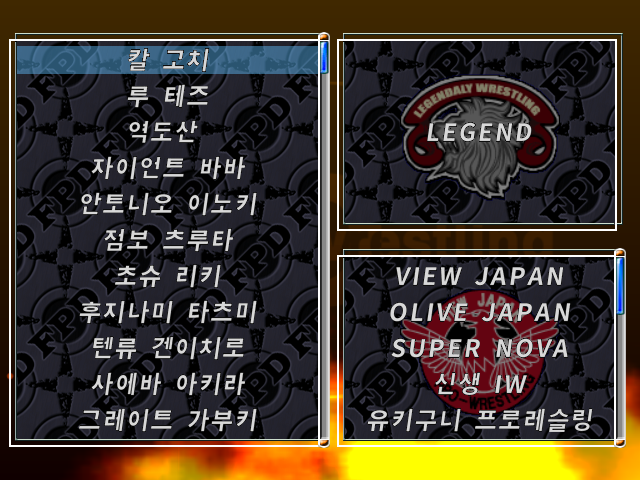 칼 고치
루 테즈
역도산
자이언트 바바
안토니오 이노키
점보 츠루타
초슈 리키
후지나미 타츠미
텐류 겐이치로
사에바 아키라
그레이트 가부키
LEGENDALY WRESTLING
LEGEND
VIEW JAPAN
OLIVE JAPAN
SUPER NOVA
신생 IW
유키구니 프로레슬링